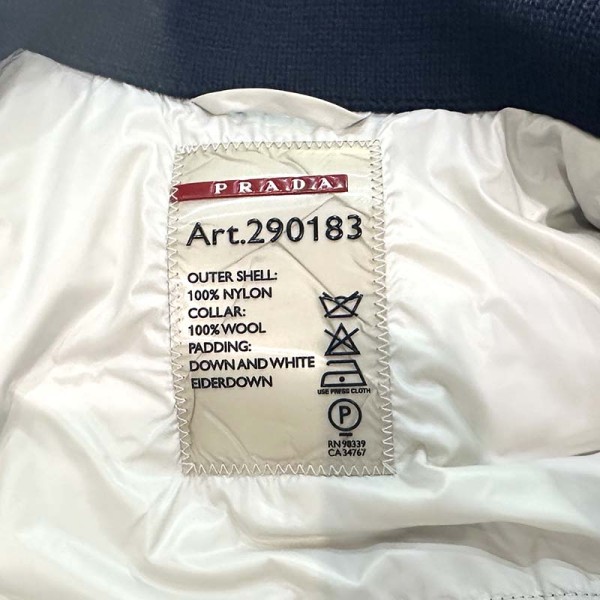 PRADA
Art.290183
OUTER SHELL:
100% NYLON
COLLAR:
100% WOOL
PADDING:
DOWN AND WHITE
EIDERDOWN
USE PRESS CLOTH
P
RN 98339
CA 34767